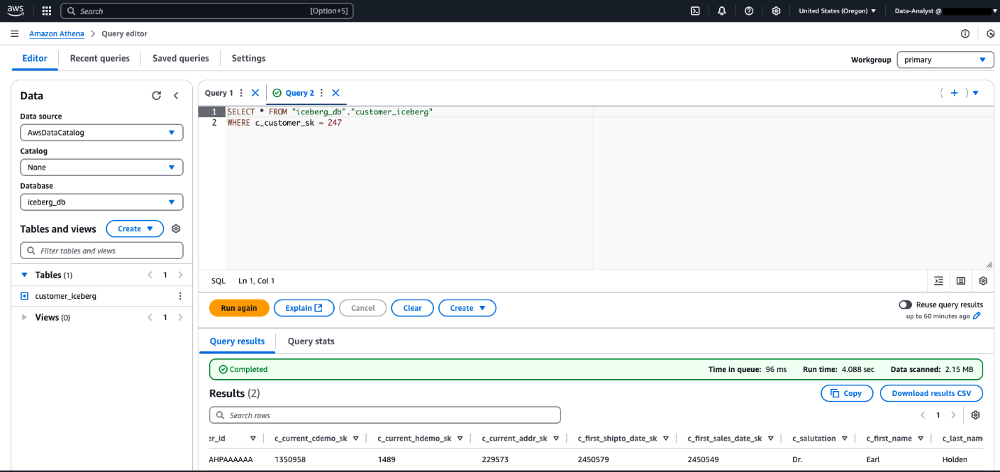 aws
Search [Option+S]
United States (Oregon)
Data-Analyst @
Amazon Athena
Query editor
Editor
Recent queries
Saved queries
Settings
Workgroup
primary
Data
Data source
AwsDataCatalog
Catalog
None
Database
iceberg_db
Tables and views
Create
Filter tables and views
Tables (1)
1
customer_iceberg
Views (0)
1
Query 1
Query 2
1 SELECT * FROM "iceberg_db"."customer_iceberg"
2 WHERE c_customer_sk = 247
SQL Ln 1, Col 1
Run again
Explain
Cancel
Clear
Create
Reuse query results
up to 60 minutes ago
Query results
Query stats
Completed
Time in queue: 96 ms
Run time: 4.088 sec
Data scanned: 2.15 MB
Results (2)
Copy
Download results CSV
Search rows
1
er_id c_current_cdemo_sk c_current_hdemo_sk c_current_addr_sk c_first_shipto_date_sk c_first_sales_date_sk c_salutation c_first_name c_last_nam
AHPAAAAAA 1350958 1489 229573 2450579 2450549 Dr. Earl Holden